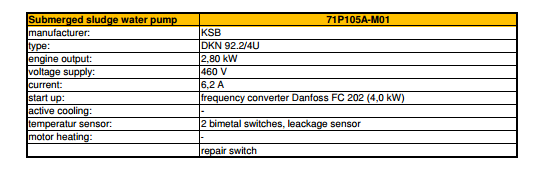 Submerged sludge water pump 71P105A-M01
manufacturer: KSB
type: DKN 92.2/4U
engine output: 2,80 kW
voltage supply: 460 V
current: 6,2 A
start up: frequency converter Danfoss FC 202 (4,0 kW)
active cooling: -
temperatur sensor: 2 bimetal switches, leackage sensor
motor heating: -
repair switch